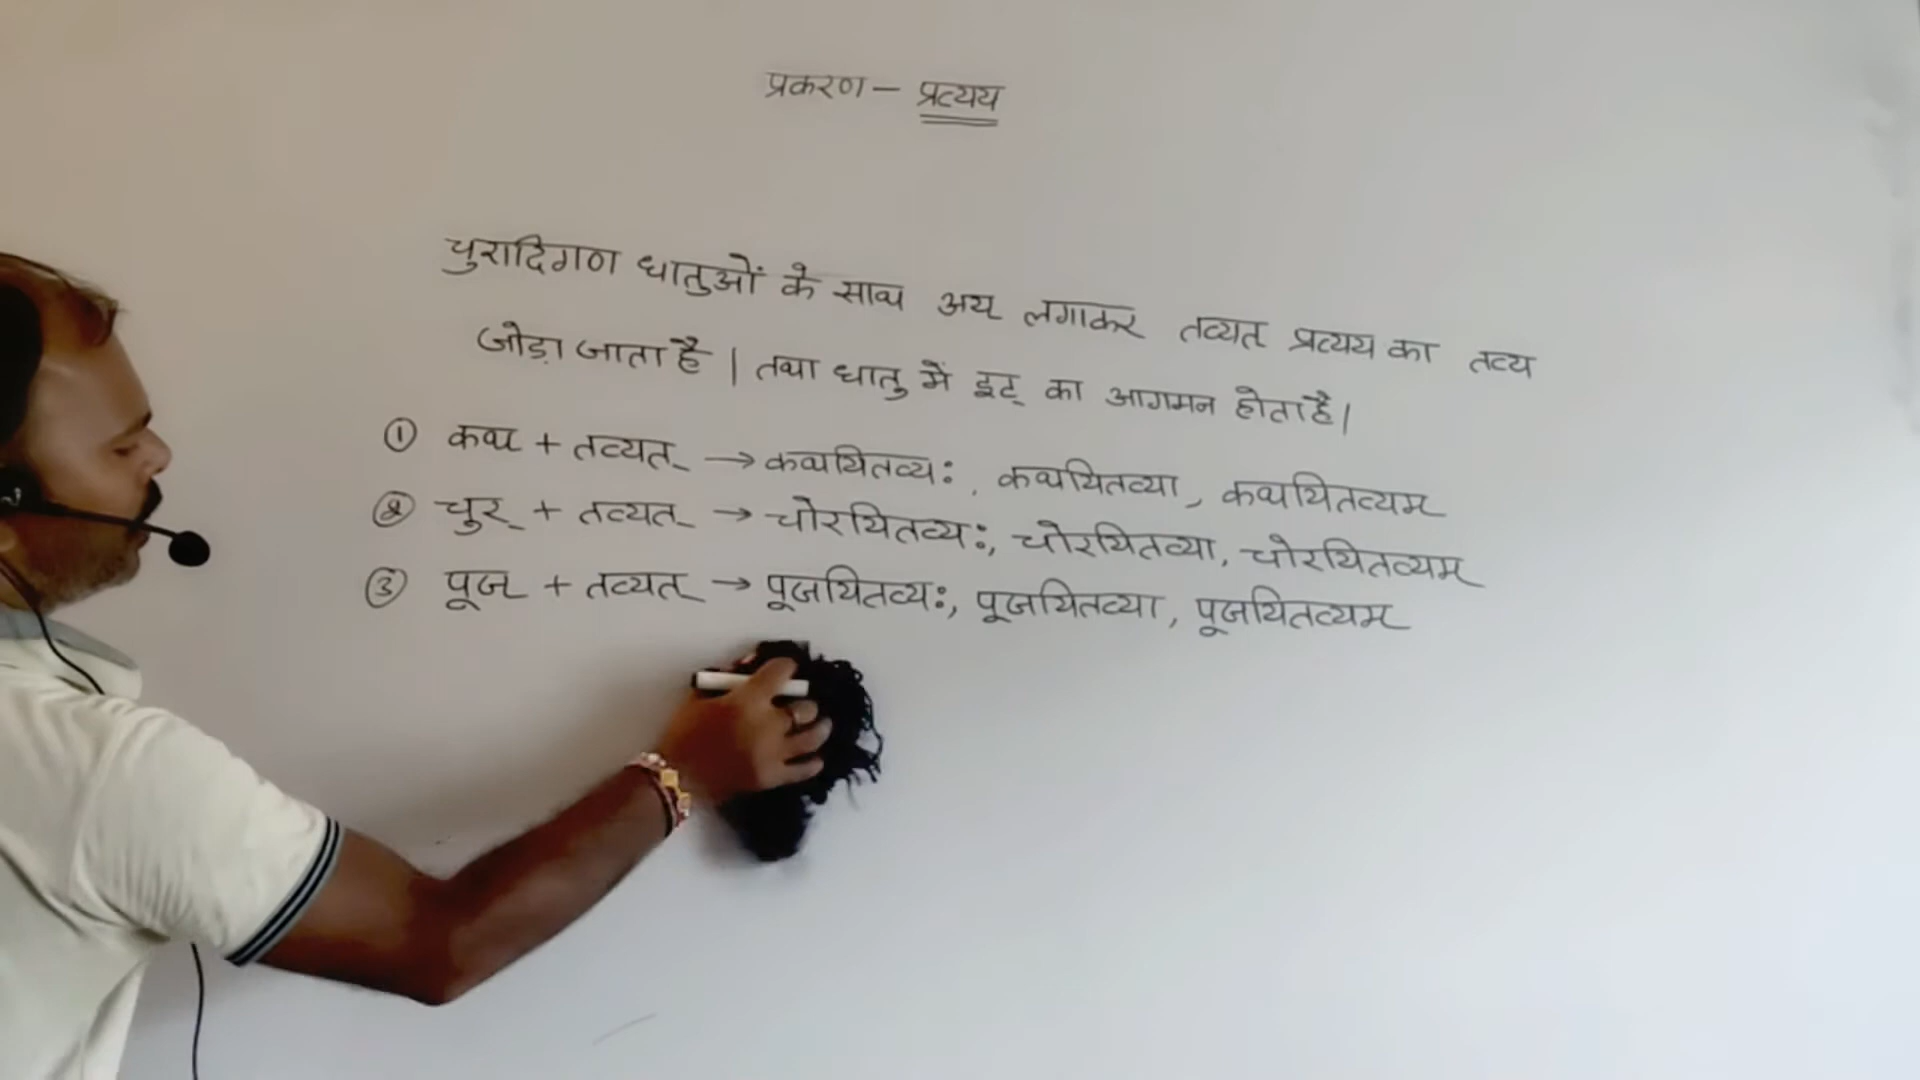 प्रकरण — प्रत्यय
चुरादिगण धातुओं के साथ अय् लगाकर तव्यत् प्रत्यय का तव्य
जोड़ा जाता है | तथा धातु में इट् का आगमन होता है |
① कथ् + तव्यत् → कथयितव्यः, कथयितव्या, कथयितव्यम्
② चुर् + तव्यत् → चोरयितव्यः, चोरयितव्या, चोरयितव्यम्
③ पूज् + तव्यत् → पूजयितव्यः, पूजयितव्या, पूजयितव्यम्